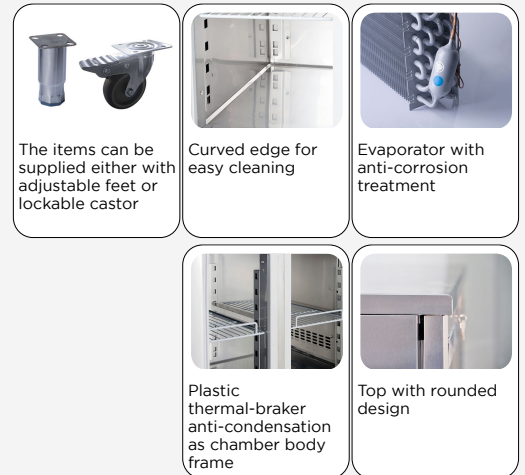 The items can be
supplied either with
adjustable feet or
lockable castor
Curved edge for
easy cleaning
Evaporator with
anti-corrosion
treatment
Plastic
thermal-braker
anti-condensation
as chamber body
frame
Top with rounded
design